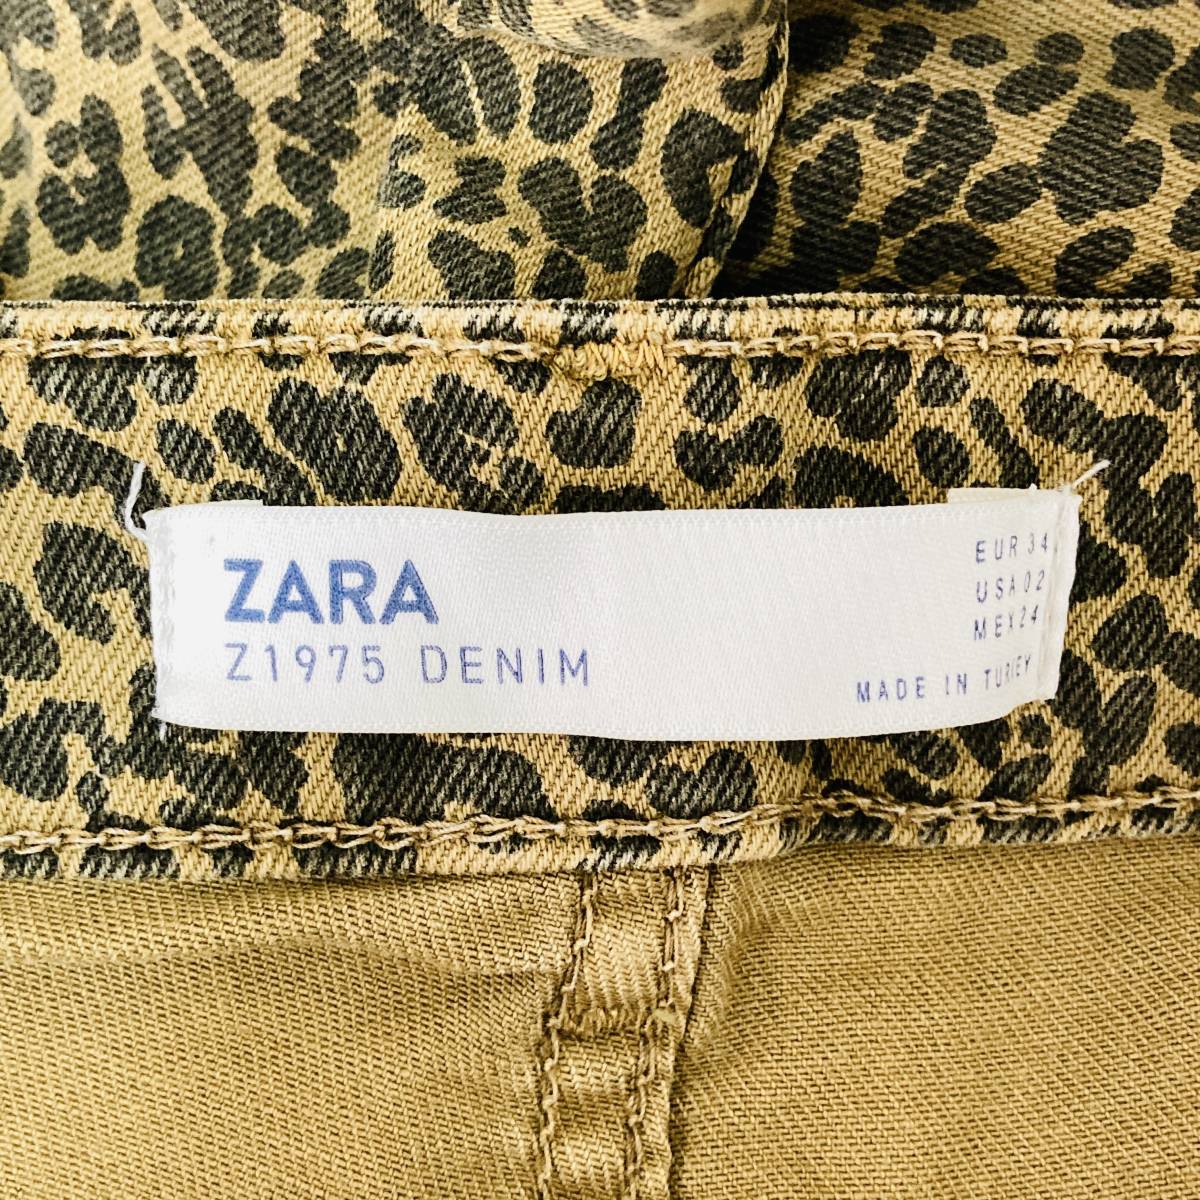 ZARA
Z1975 DENIM
EUR 34
USA 02
MEX 24
MADE IN TURKEY